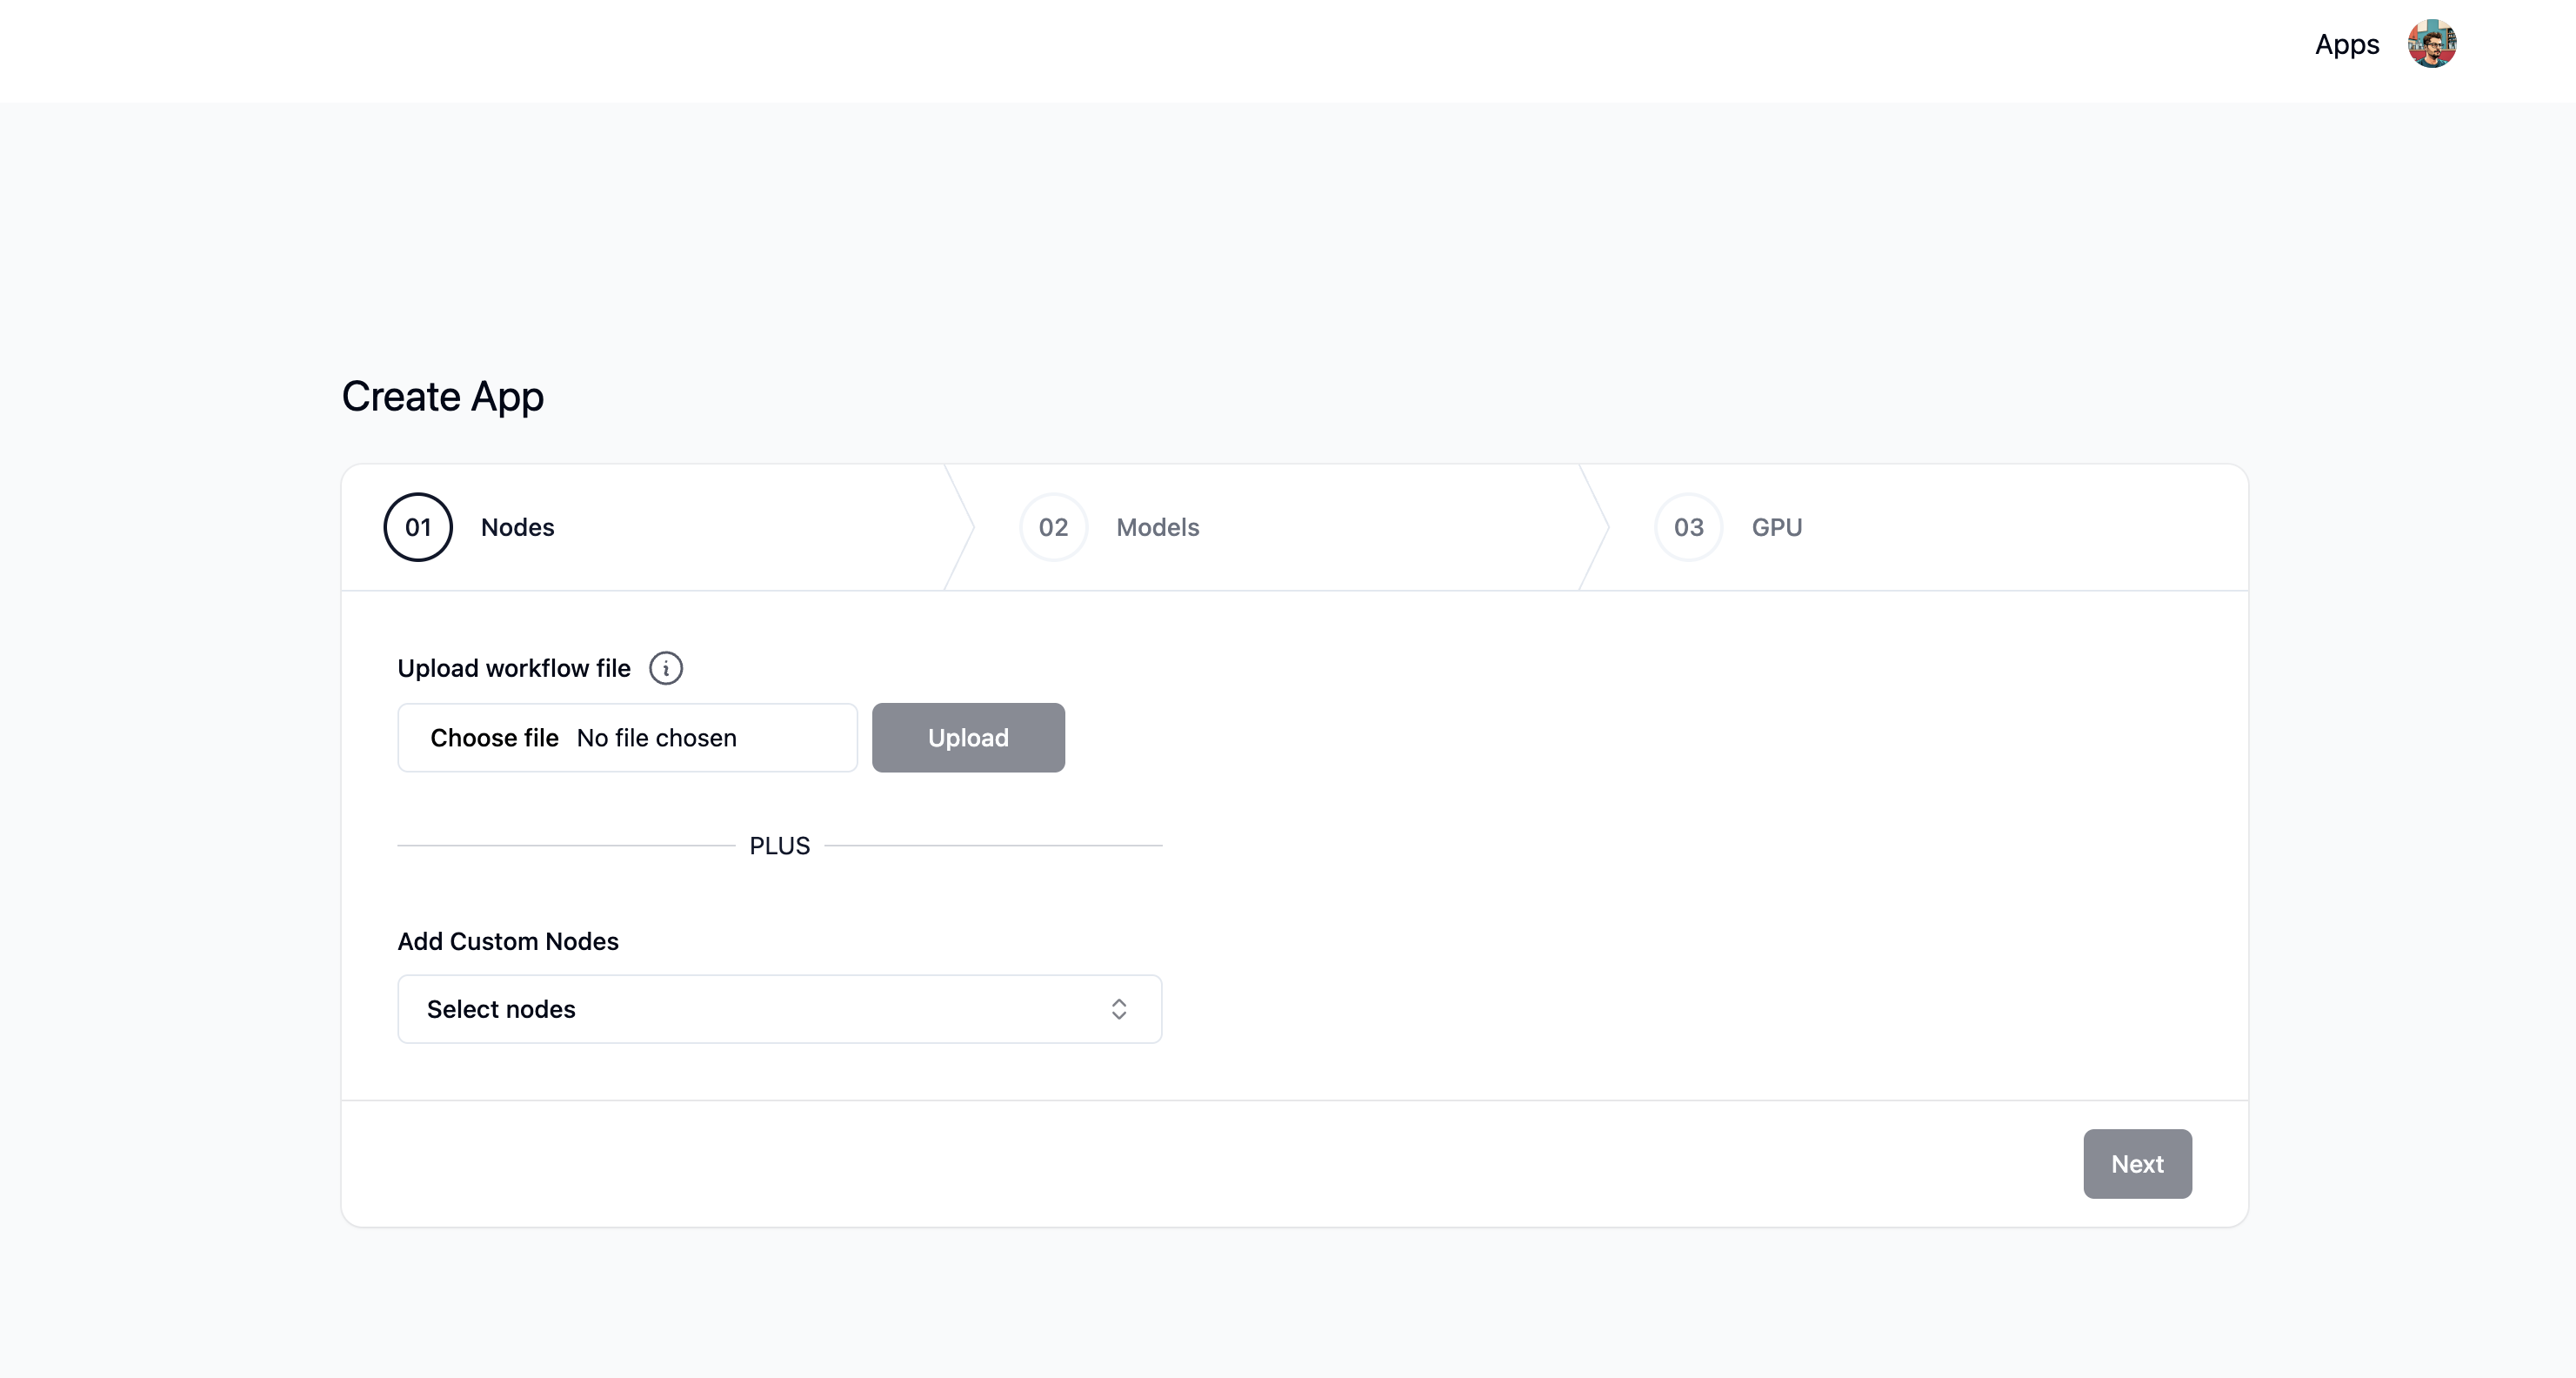 Apps
Create App
01 Nodes
02 Models
03 GPU
Upload workflow file i
Choose file No file chosen
Upload
PLUS
Add Custom Nodes
Select nodes
Next